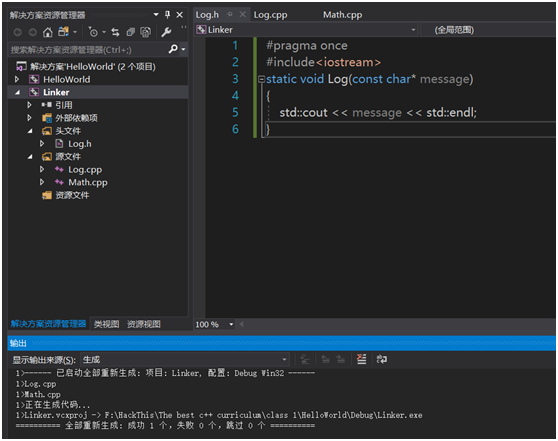 解决方案资源管理器
搜索解决方案资源管理器(Ctrl+;)
解决方案"HelloWorld" (2 个项目)
HelloWorld
Linker
引用
外部依赖项
头文件
Log.h
源文件
Log.cpp
Math.cpp
资源文件
解决方案资源管理器 类视图 资源视图
Log.h Log.cpp Math.cpp
Linker (全局范围)
1 #pragma once
2 #include<iostream>
3 static void Log(const char* message)
4 {
5 std::cout << message << std::endl;
6 }
100 %
输出
显示输出来源(S): 生成
1>------ 已启动全部重新生成: 项目: Linker, 配置: Debug Win32 ------
1>Log.cpp
1>Math.cpp
1>正在生成代码...
1>Linker.vcxproj -> F:\HackThis\The best c++ curriculum\class 1\HelloWorld\Debug\Linker.exe
========== 全部重新生成: 成功 1 个，失败 0 个，跳过 0 个 ==========